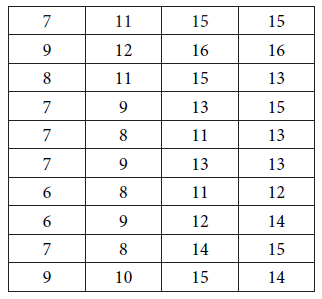 7 11 15 15
9 12 16 16
8 11 15 13
7 9 13 15
7 8 11 13
7 9 13 13
6 8 11 12
6 9 12 14
7 8 14 15
9 10 15 14